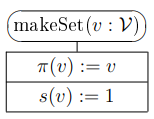 makeSet(v : 𝒱)
π(v) := v
s(v) := 1